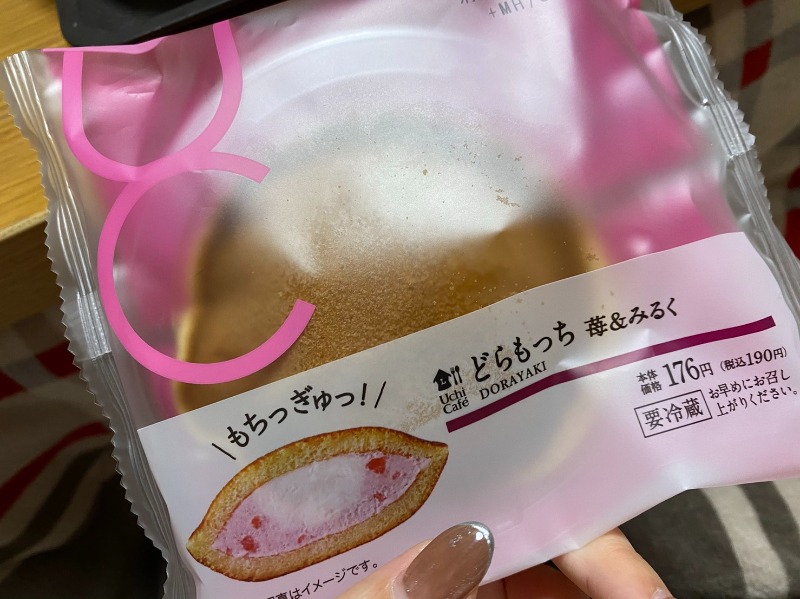 +MH/
UC
\もちっぎゅっ！/
Uchi
Café
どらもっち 苺&みるく
DORAYAKI
本体
価格 176円 (税込190円)
要冷蔵
お早めにお召し
上がりください。
真はイメージです。